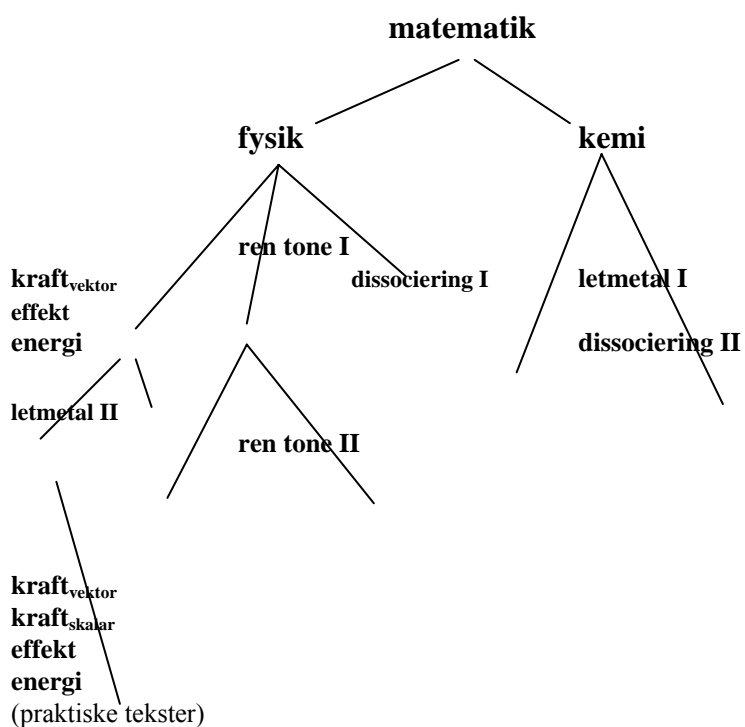 matematik
fysik
kemi
ren tone I
kraftvektor
dissociering I
letmetal I
effekt
energi
dissociering II
letmetal II
ren tone II
kraftvektor
kraftskalar
effekt
energi
(praktiske tekster)